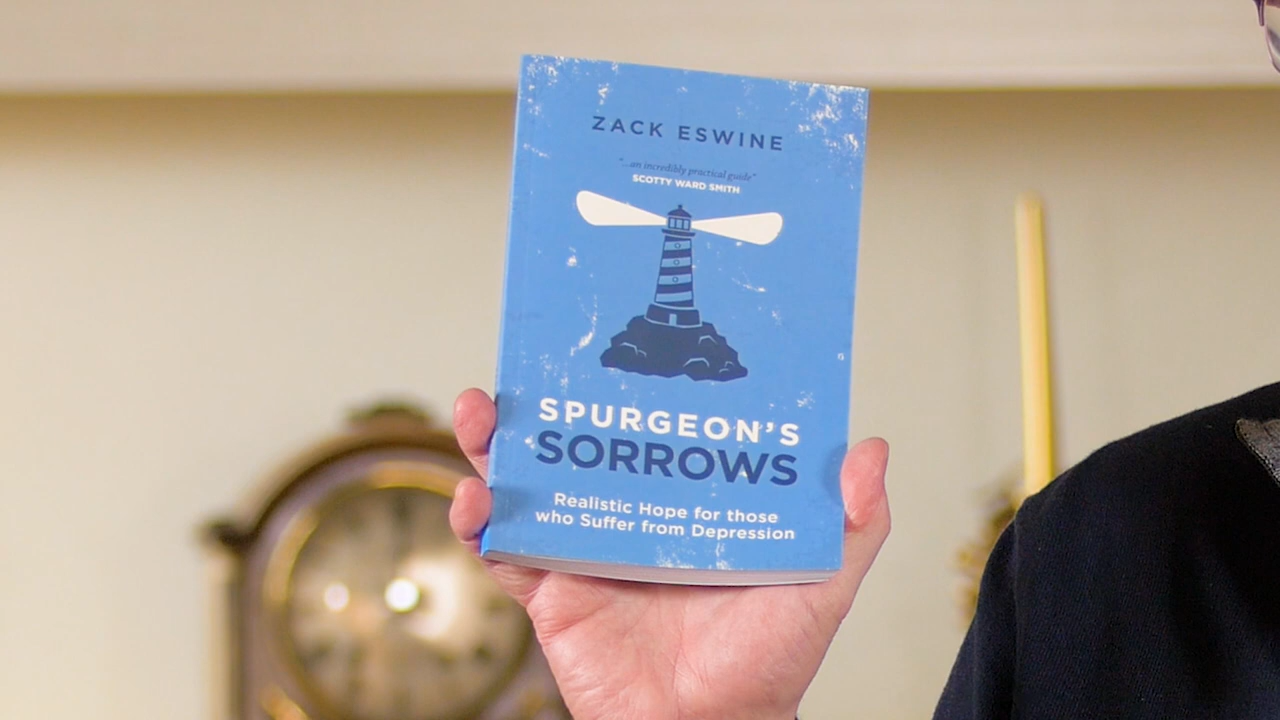 ZACK ESWINE
"...an incredibly practical guide"
SCOTTY WARD SMITH
SPURGEON'S
SORROWS
Realistic Hope for those
who Suffer from Depression